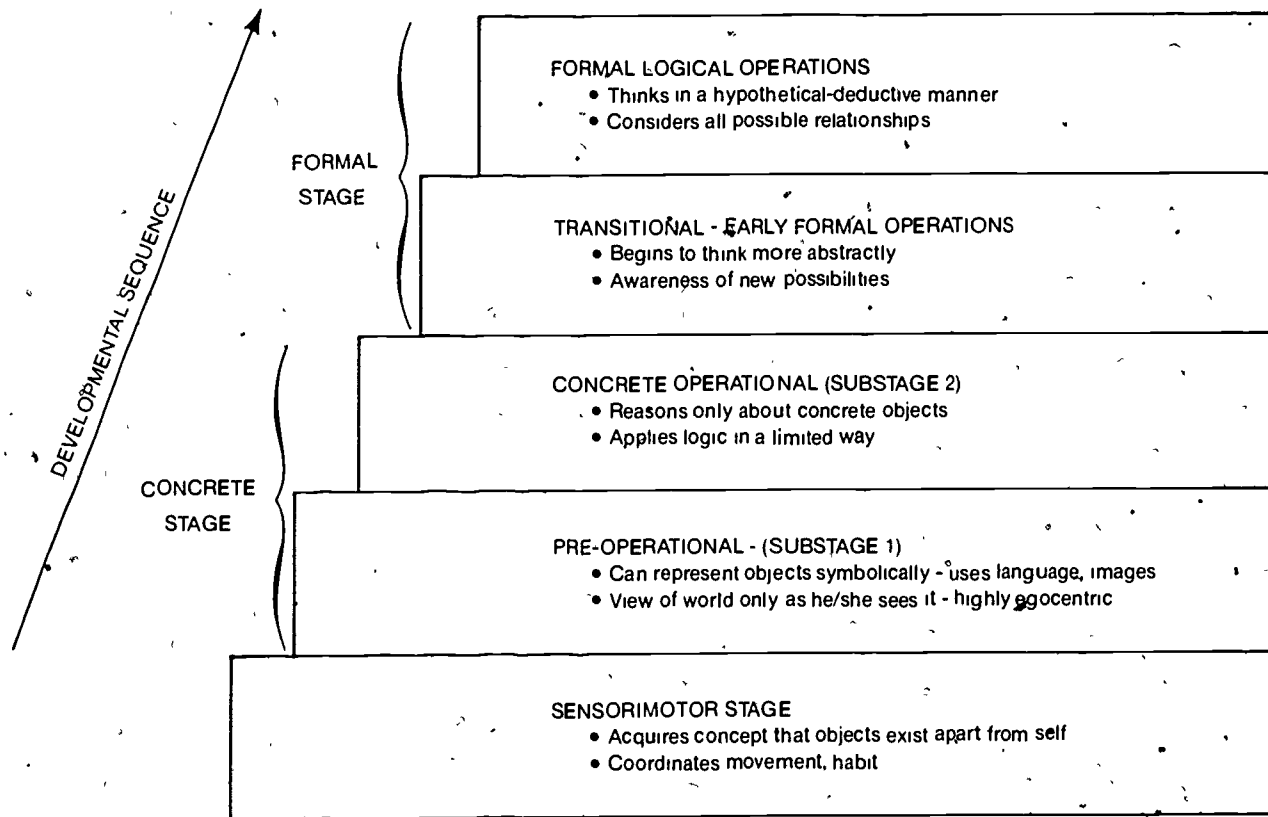 FORMAL LOGICAL OPERATIONS
• Thinks in a hypothetical-deductive manner
• Considers all possible relationships
FORMAL
STAGE
TRANSITIONAL - EARLY FORMAL OPERATIONS
• Begins to think more abstractly
• Awareness of new possibilities
DEVELOPMENTAL SEQUENCE
CONCRETE OPERATIONAL (SUBSTAGE 2)
• Reasons only about concrete objects
• Applies logic in a limited way
CONCRETE
STAGE
PRE-OPERATIONAL - (SUBSTAGE 1)
• Can represent objects symbolically - uses language, images
• View of world only as he/she sees it - highly egocentric
SENSORIMOTOR STAGE
• Acquires concept that objects exist apart from self
• Coordinates movement, habit